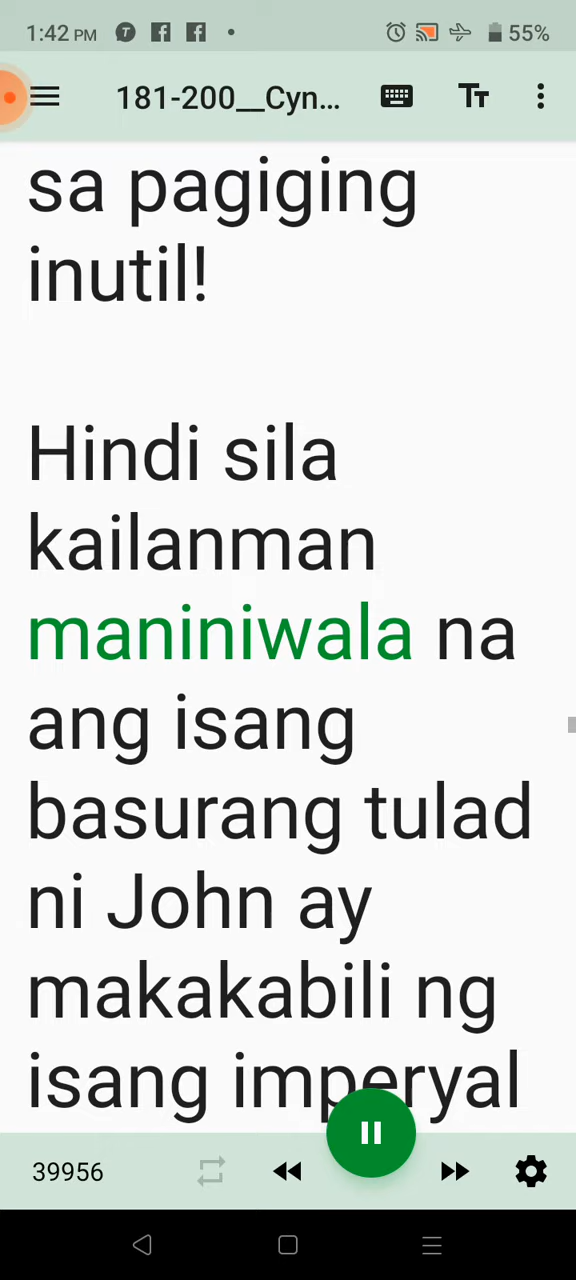 1:42 PM
55%
181-200__Cyn...
Tт
sa pagiging
inutil!
Hindi sila
kailanman
maniniwala na
ang isang
basurang tulad
ni John ay
makakabili ng
isang imperyal
39956